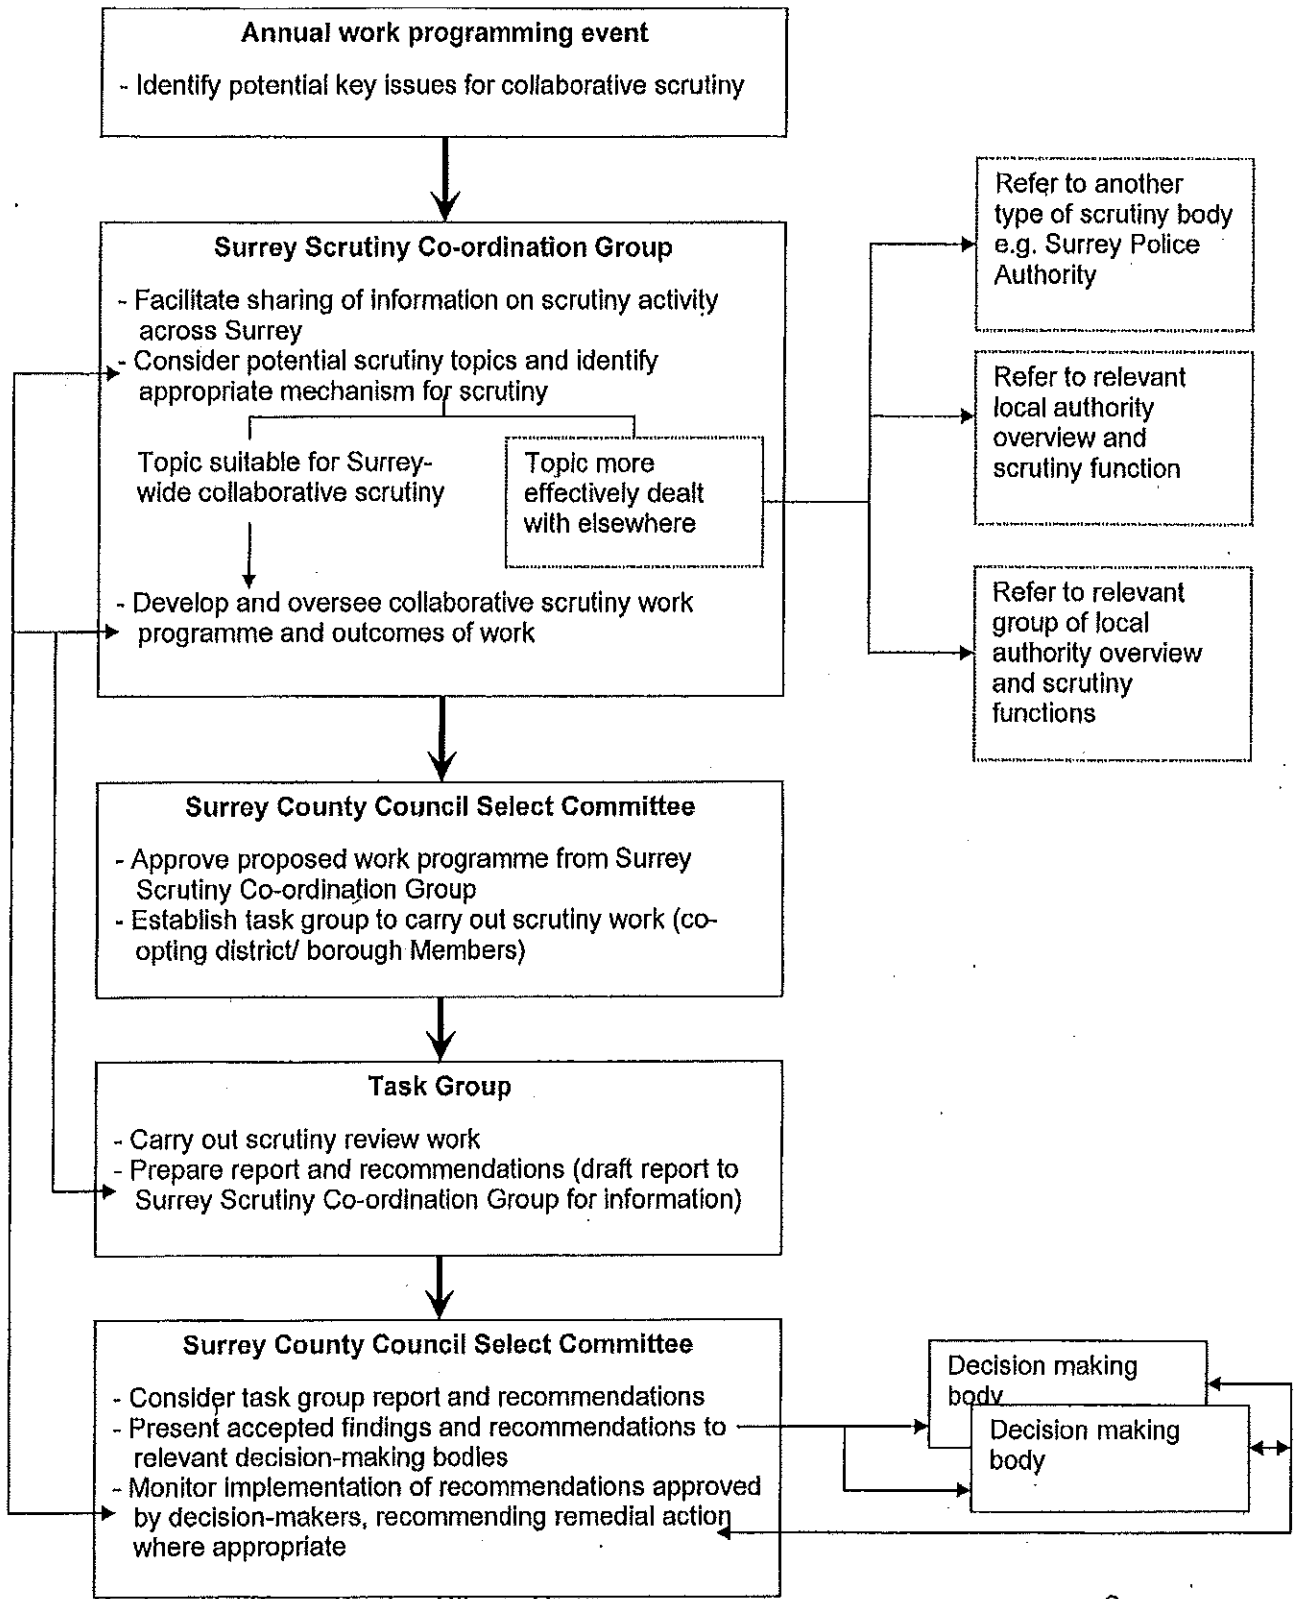 Annual work programming event
- Identify potential key issues for collaborative scrutiny
Surrey Scrutiny Co-ordination Group
- Facilitate sharing of information on scrutiny activity
across Surrey
- Consider potential scrutiny topics and identify
appropriate mechanism for scrutiny
Topic suitable for Surrey-
wide collaborative scrutiny
Topic more
effectively dealt
with elsewhere
- Develop and oversee collaborative scrutiny work
programme and outcomes of work
Refer to another
type of scrutiny body
e.g. Surrey Police
Authority
Refer to relevant
local authority
overview and
scrutiny function
Refer to relevant
group of local
authority overview
and scrutiny
functions
Surrey County Council Select Committee
- Approve proposed work programme from Surrey
Scrutiny Co-ordination Group
- Establish task group to carry out scrutiny work (co-
opting district/ borough Members)
Task Group
- Carry out scrutiny review work
- Prepare report and recommendations (draft report to
Surrey Scrutiny Co-ordination Group for information)
Surrey County Council Select Committee
- Consider task group report and recommendations
- Present accepted findings and recommendations to
relevant decision-making bodies
- Monitor implementation of recommendations approved
by decision-makers, recommending remedial action
where appropriate
Decision making
body
Decision making
body